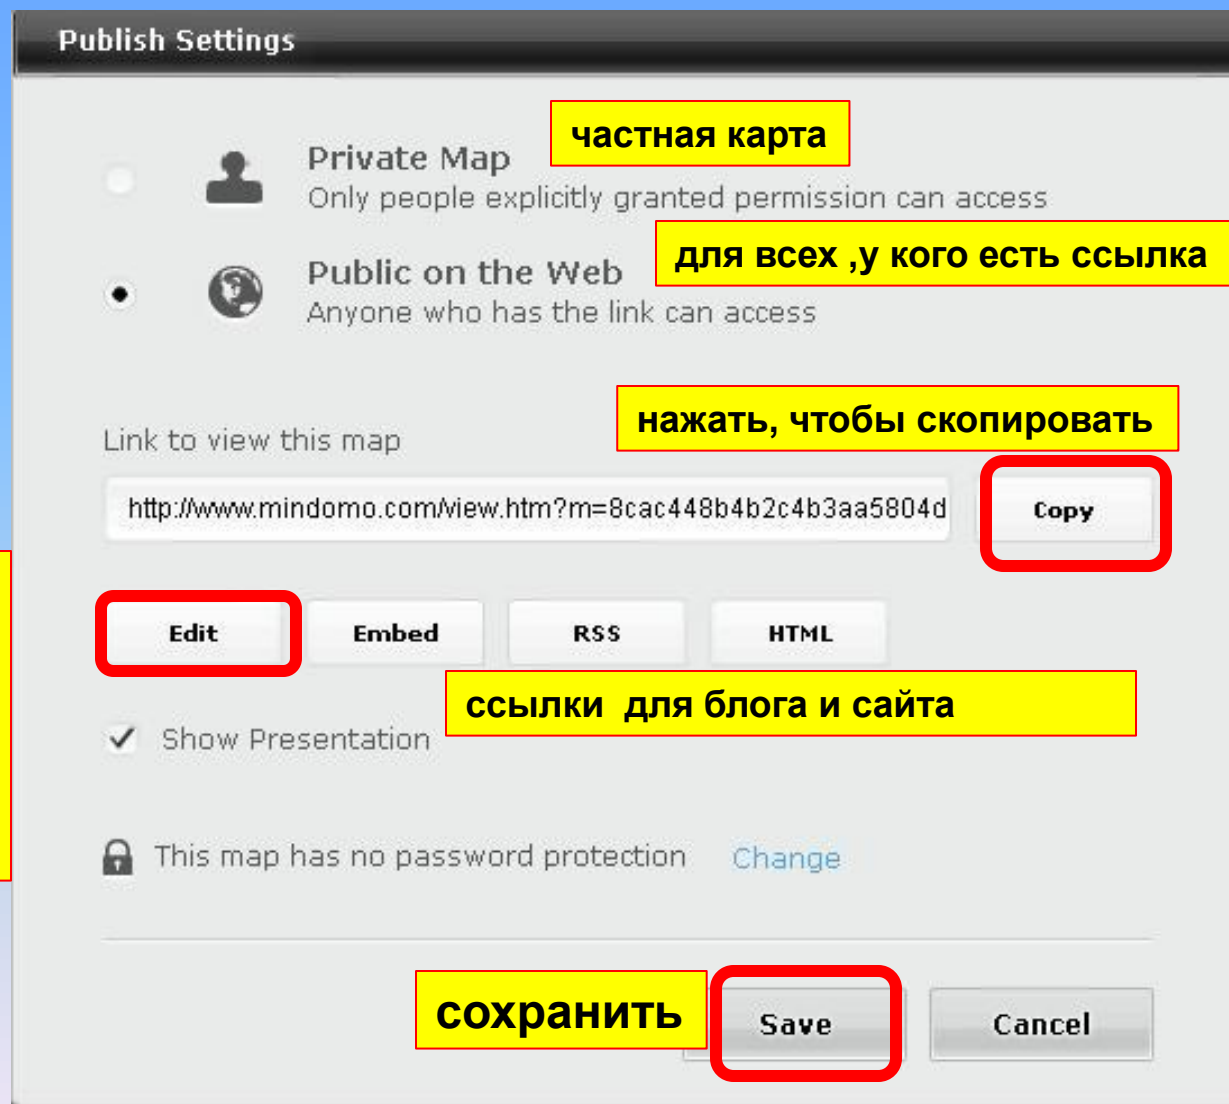 Publish Settings
частная карта
Private Map
Only people explicitly granted permission can access
для всех ,у кого есть ссылка
Public on the Web
Anyone who has the link can access
нажать, чтобы скопировать
Link to view this map
http://www.mindomo.com/view.htm?m=8cac448b4b2c4b3aa5804d
Copy
Edit Embed RSS HTML
ссылки для блога и сайта
Show Presentation
This map has no password protection Change
сохранить
Save Cancel